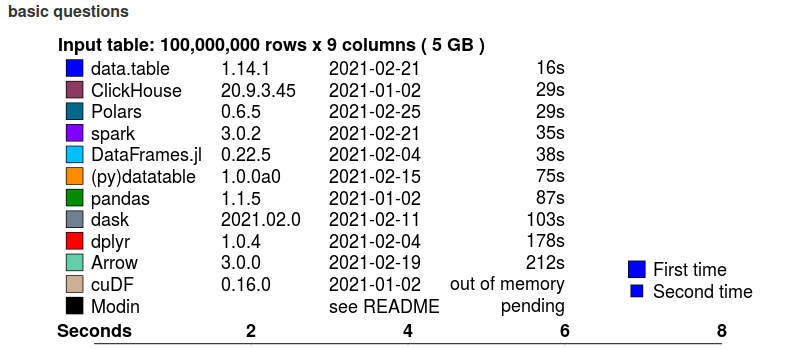 basic questions
Input table: 100,000,000 rows x 9 columns ( 5 GB )
data.table 1.14.1 2021-02-21 16s
ClickHouse 20.9.3.45 2021-01-02 29s
Polars 0.6.5 2021-02-25 29s
spark 3.0.2 2021-02-21 35s
DataFrames.jl 0.22.5 2021-02-04 38s
(py)datatable 1.0.0a0 2021-02-15 75s
pandas 1.1.5 2021-01-02 87s
dask 2021.02.0 2021-02-11 103s
dplyr 1.0.4 2021-02-04 178s
Arrow 3.0.0 2021-02-19 212s
cuDF 0.16.0 2021-01-02 out of memory
Modin see README pending
First time
Second time
Seconds 2 4 6 8